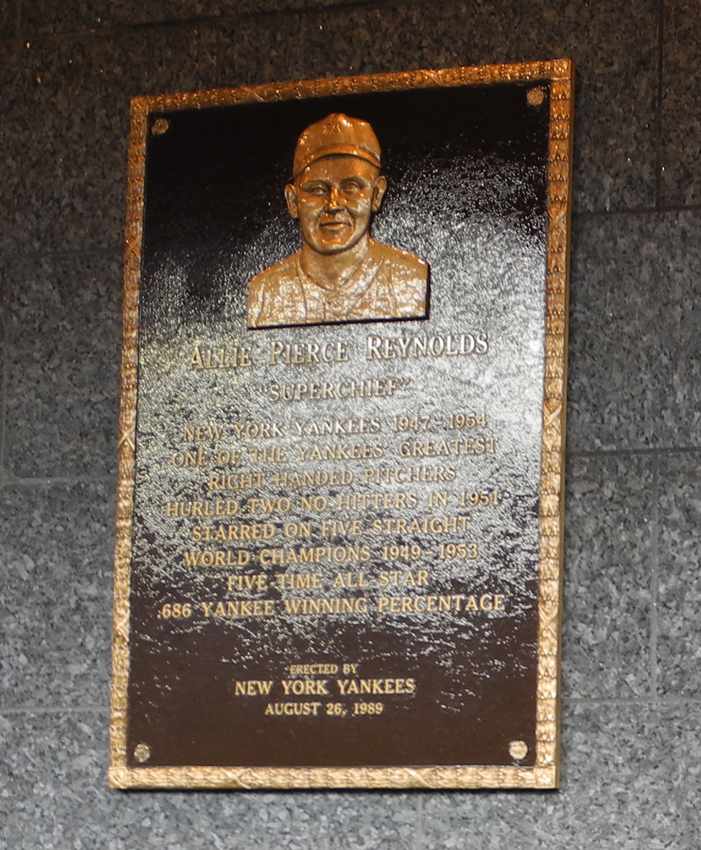 ALLIE PIERCE REYNOLDS
"SUPERCHIEF"
NEW YORK YANKEES 1947-1954
ONE OF THE YANKEES' GREATEST
RIGHT-HANDED PITCHERS
HURLED TWO NO-HITTERS IN 1951
STARRED ON FIVE STRAIGHT
WORLD CHAMPIONS 1949-1953
FIVE-TIME ALL-STAR
.686 YANKEE WINNING PERCENTAGE
ERECTED BY
NEW YORK YANKEES
AUGUST 26, 1989